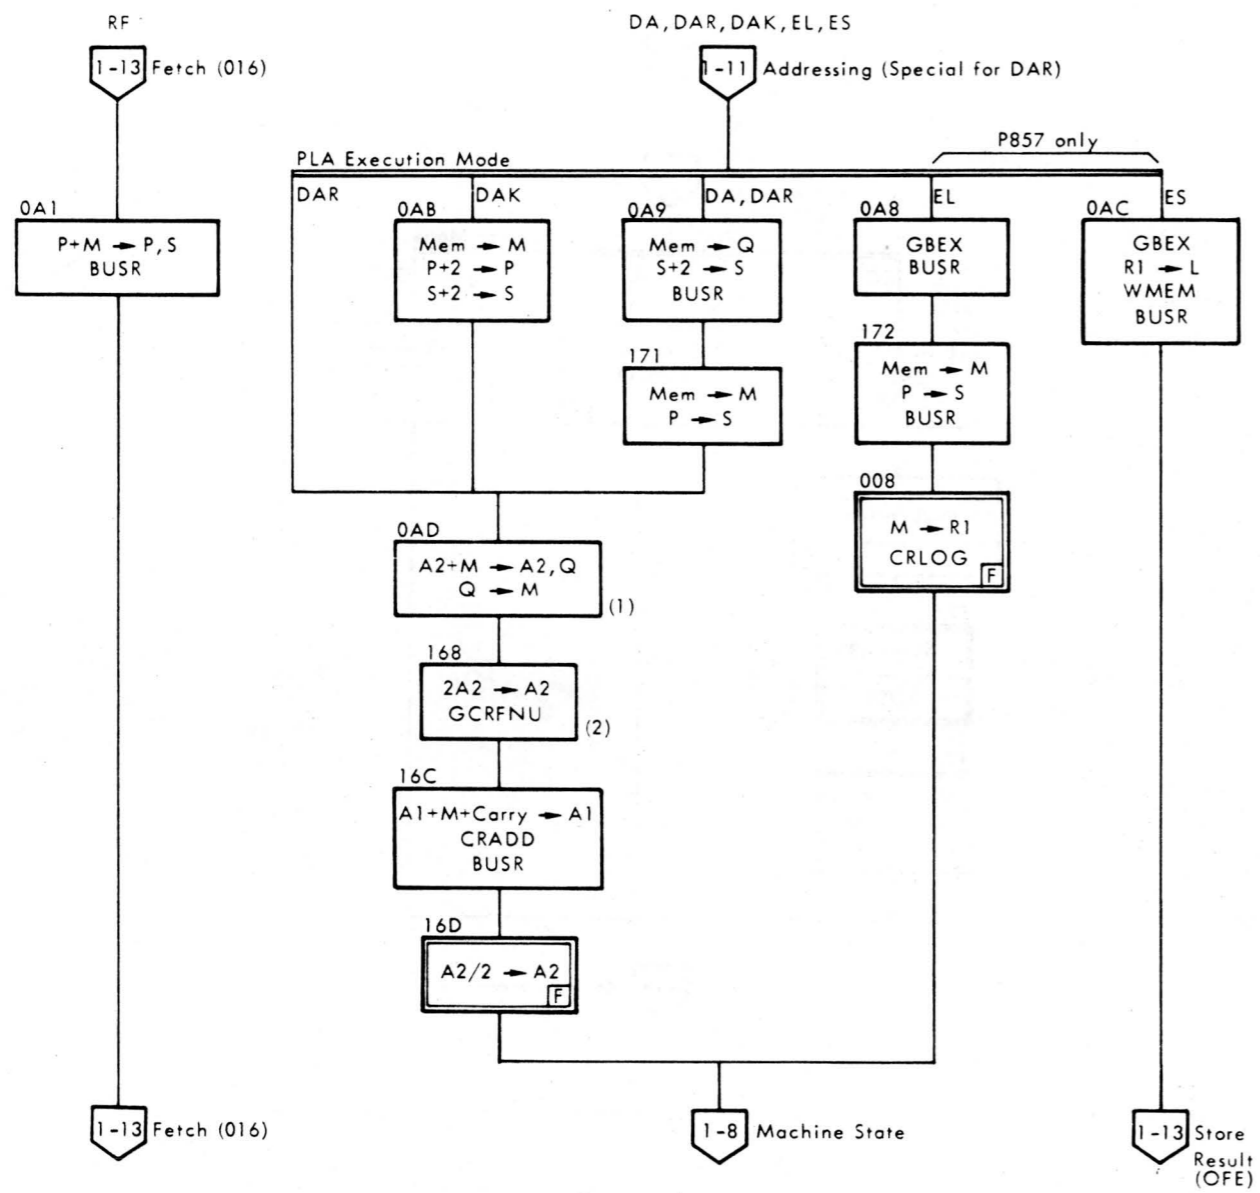 RF
1-13 Fetch (016)
DA, DAR, DAK, EL, ES
1-11 Addressing (Special for DAR)
P857 only
PLA Execution Mode
DAR
DAK
DA, DAR
EL
ES
0A1
P+M → P, S
BUSR
0AB
Mem → M
P+2 → P
S+2 → S
0A9
Mem → Q
S+2 → S
BUSR
0A8
GBEX
BUSR
0AC
GBEX
R1 → L
WMEM
BUSR
171
Mem → M
P → S
172
Mem → M
P → S
BUSR
008
M → R1
CRLOG
F
0AD
A2+M → A2, Q
Q → M
(1)
168
2A2 → A2
GCRFNU
(2)
16C
A1+M+Carry → A1
CRADD
BUSR
16D
A2/2 → A2
F
1-13 Fetch (016)
1-8 Machine State
1-13 Store
Result
(OFE)